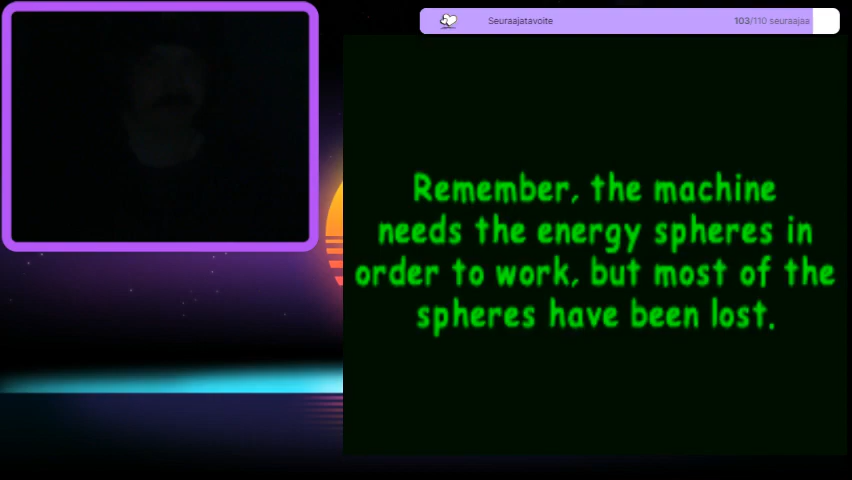 Seuraajatavoite 103/110 seuraajaa
Remember, the machine
needs the energy spheres in
order to work, but most of the
spheres have been lost.